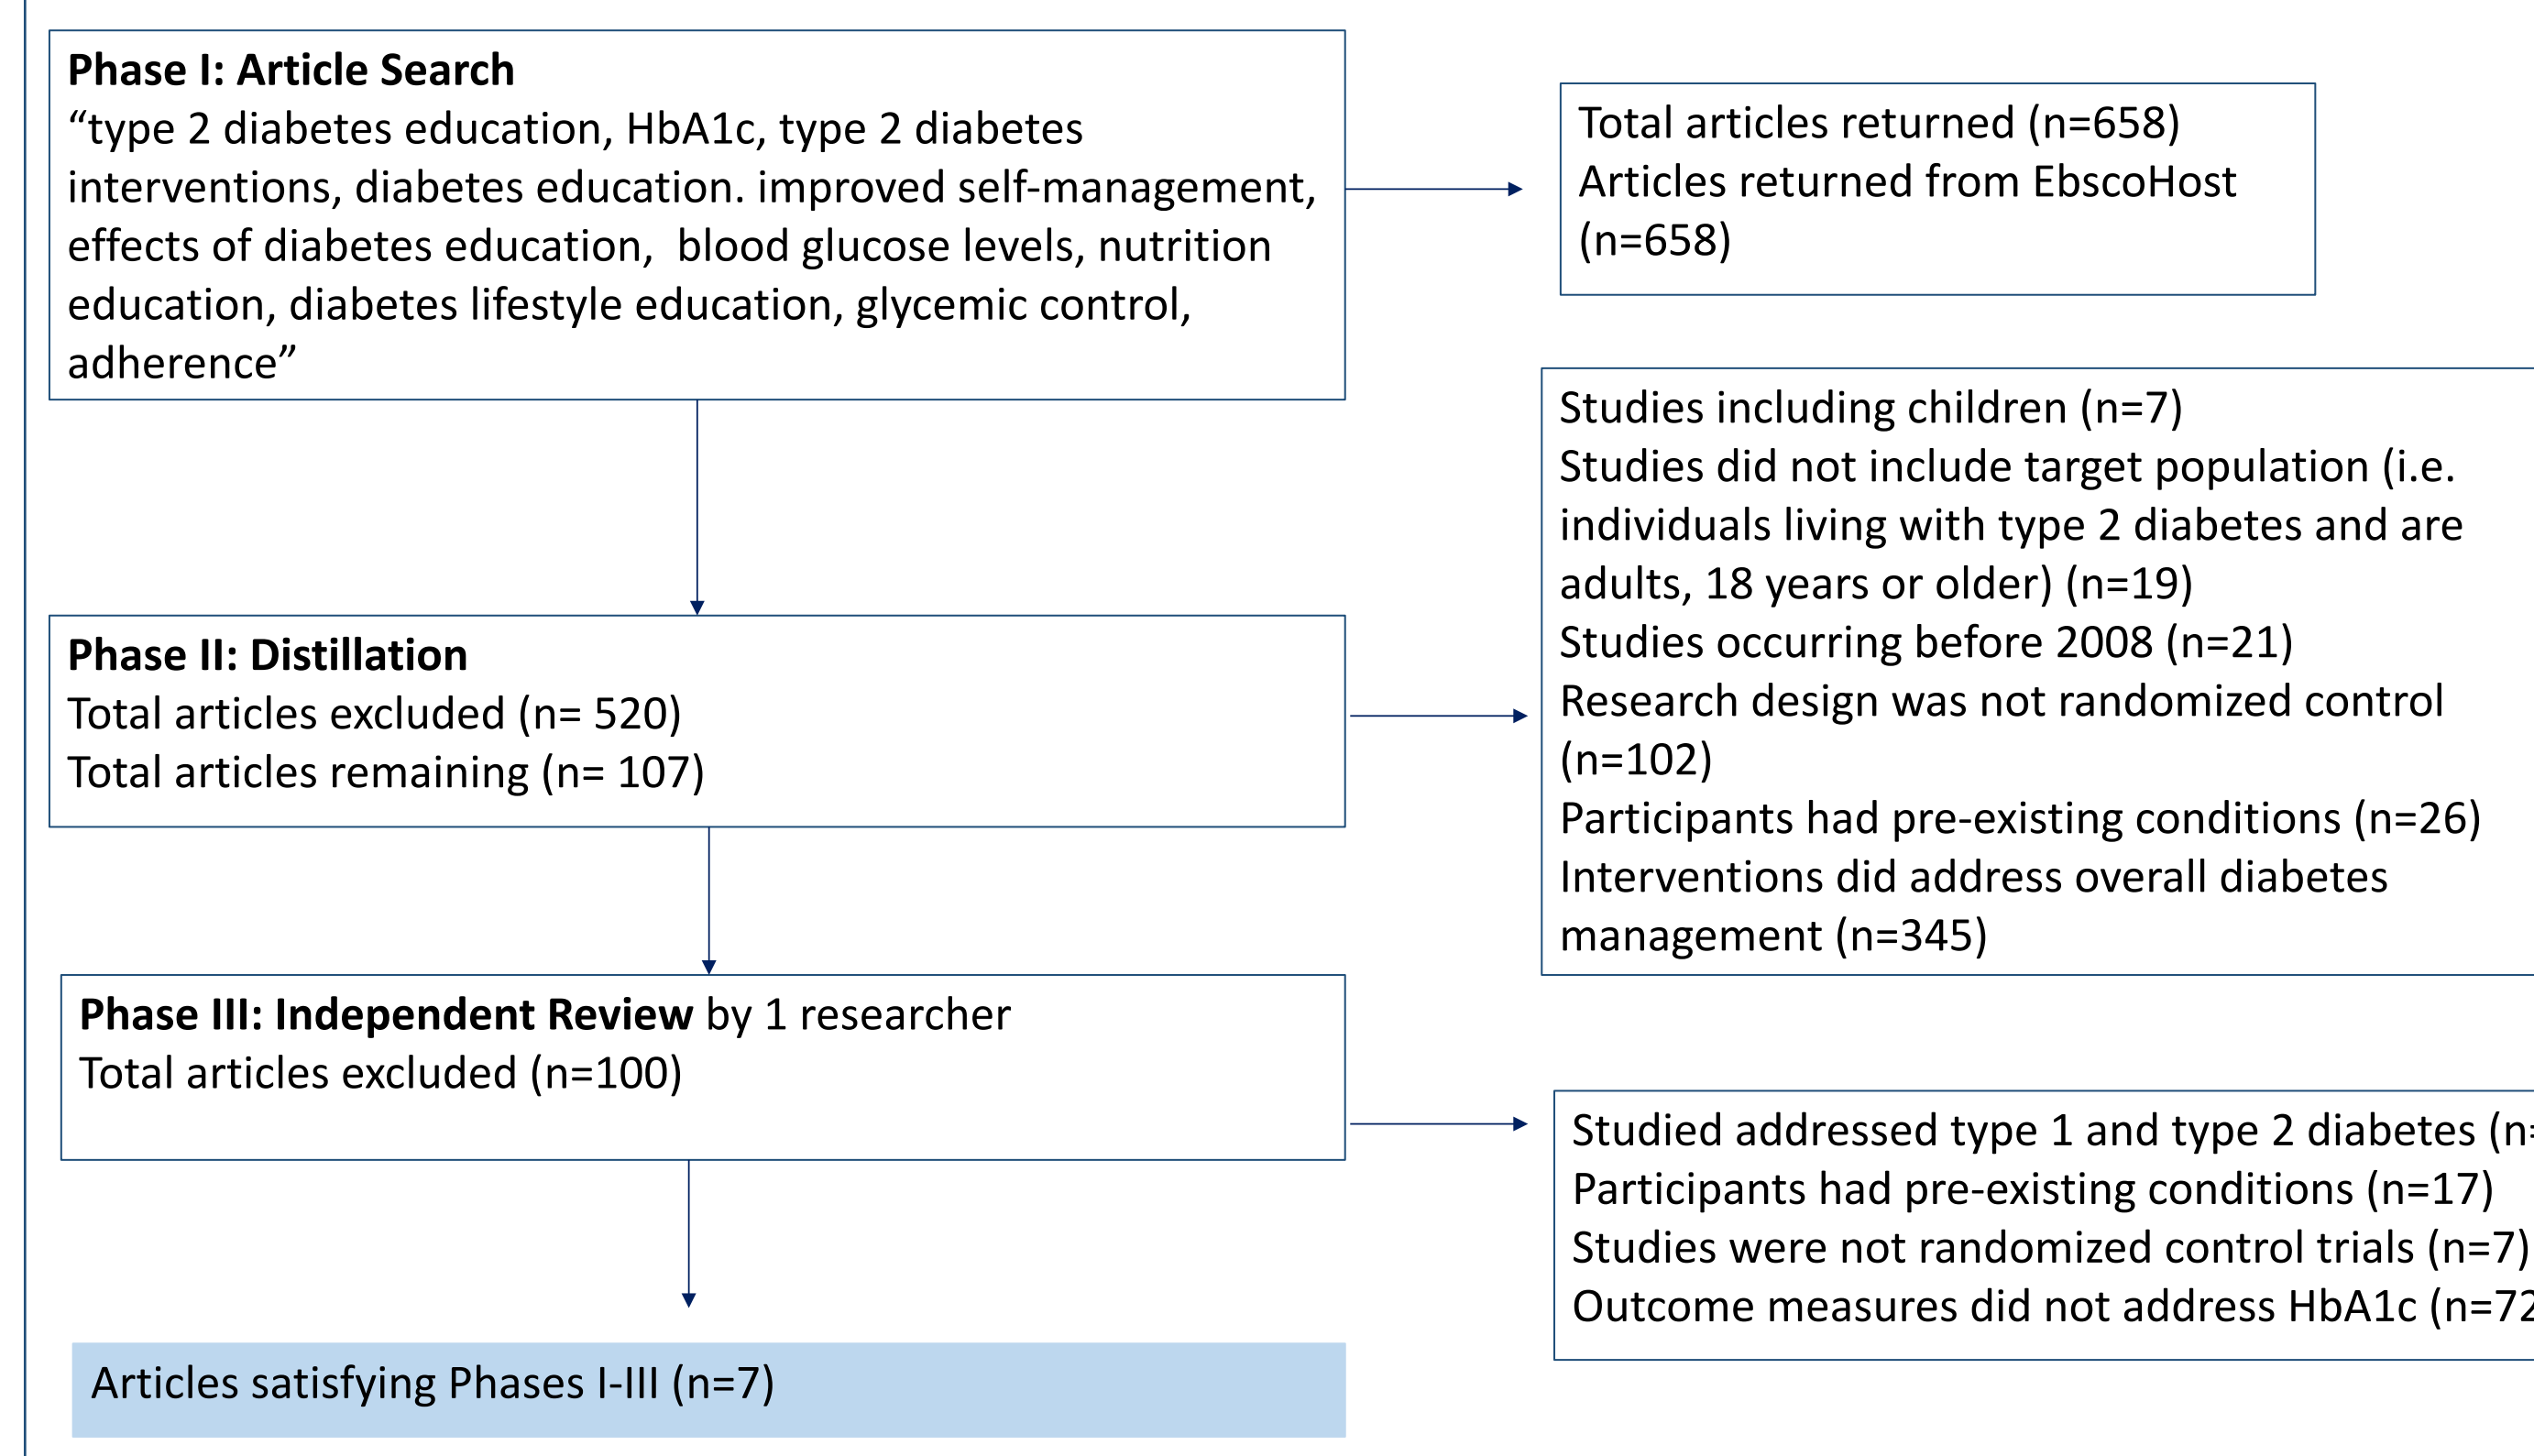 Phase I: Article Search
“type 2 diabetes education, HbA1c, type 2 diabetes
interventions, diabetes education. improved self-management,
effects of diabetes education,  blood glucose levels, nutrition
education, diabetes lifestyle education, glycemic control,
adherence”
Total articles returned (n=658)
Articles returned from EbscoHost
(n=658)
Phase II: Distillation
Total articles excluded (n= 520)
Total articles remaining (n= 107)
Studies including children (n=7)
Studies did not include target population (i.e.
individuals living with type 2 diabetes and are
adults, 18 years or older) (n=19)
Studies occurring before 2008 (n=21)
Research design was not randomized control
(n=102)
Participants had pre-existing conditions (n=26)
Interventions did address overall diabetes
management (n=345)
Phase III: Independent Review by 1 researcher
Total articles excluded (n=100)
Studied addressed type 1 and type 2 diabetes (n=
Participants had pre-existing conditions (n=17)
Studies were not randomized control trials (n=7)
Outcome measures did not address HbA1c (n=72
Articles satisfying Phases I-III (n=7)